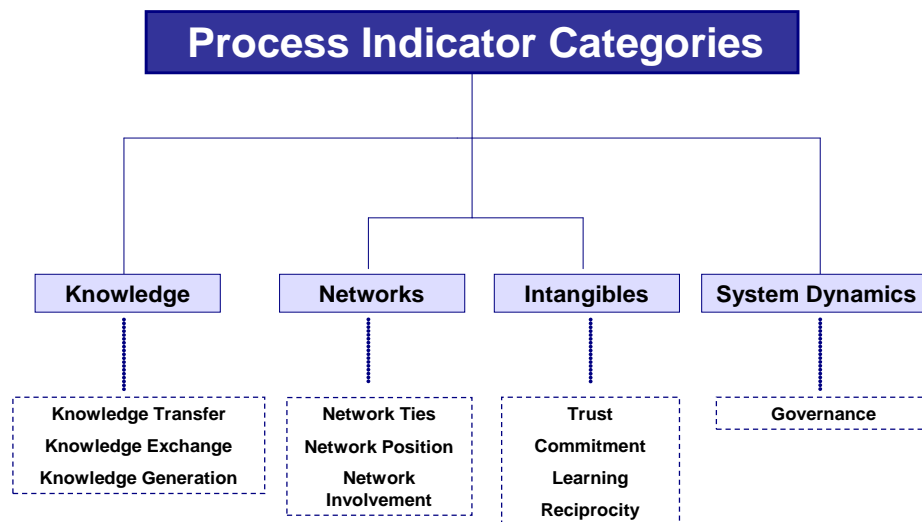 Process Indicator Categories
Knowledge
Networks
Intangibles
System Dynamics
Knowledge Transfer
Knowledge Exchange
Knowledge Generation
Network Ties
Network Position
Network
Involvement
Trust
Commitment
Learning
Reciprocity
Governance